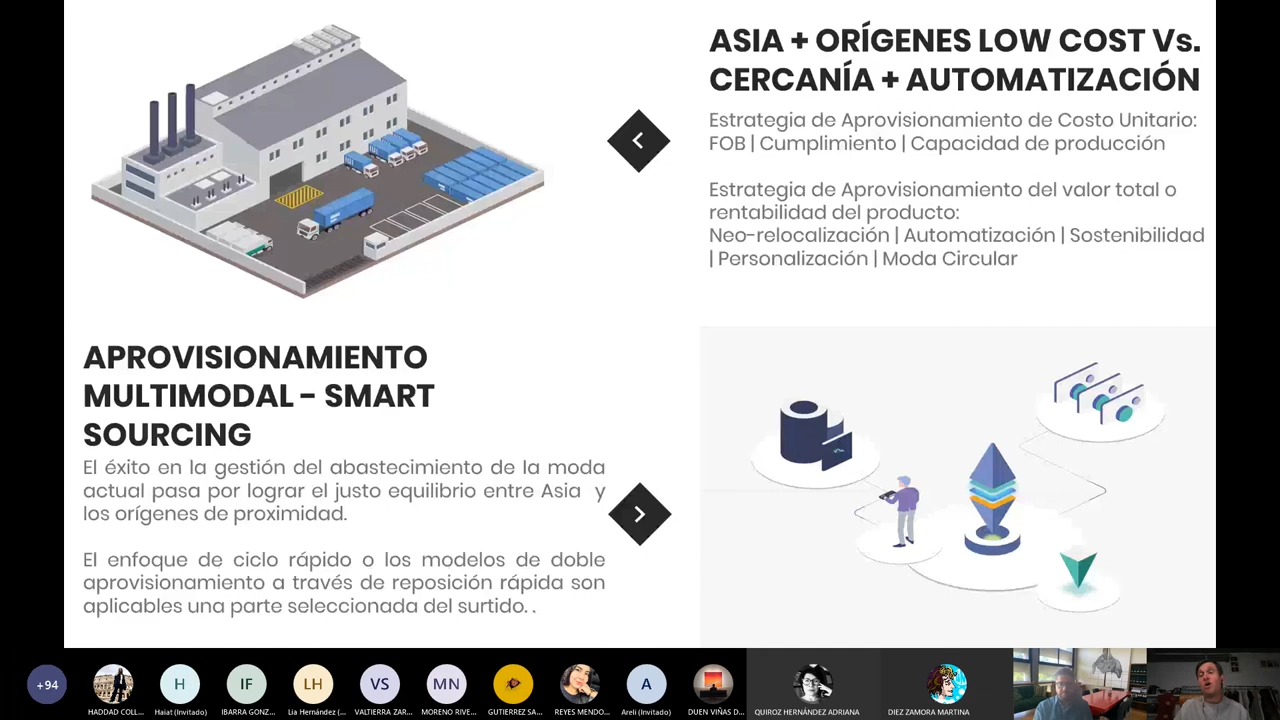 ASIA + ORÍGENES LOW COST Vs.
CERCANÍA + AUTOMATIZACIÓN
Estrategia de Aprovisionamiento de Costo Unitario:
FOB | Cumplimiento | Capacidad de producción
Estrategia de Aprovisionamiento del valor total o
rentabilidad del producto:
Neo-relocalización | Automatización | Sostenibilidad
| Personalización | Moda Circular
APROVISIONAMIENTO
MULTIMODAL - SMART
SOURCING
El éxito en la gestión del abastecimiento de la moda
actual pasa por lograr el justo equilibrio entre Asia y
los orígenes de proximidad.
El enfoque de ciclo rápido o los modelos de doble
aprovisionamiento a través de reposición rápida son
aplicables una parte seleccionada del surtido. .
+94
H
IF
LH
VS
MN
A
HADDAD COLL...
Haiat (Invitado)
IBARRA GONZ...
Lia Hernández (...
VALTIERRA ZAR...
MORENO RIVE...
GUTIERREZ SA...
REYES MENDO...
Areli (Invitado)
DUEN VIÑAS D...
QUIROZ HERNÁNDEZ ADRIANA
DIEZ ZAMORA MARTINA